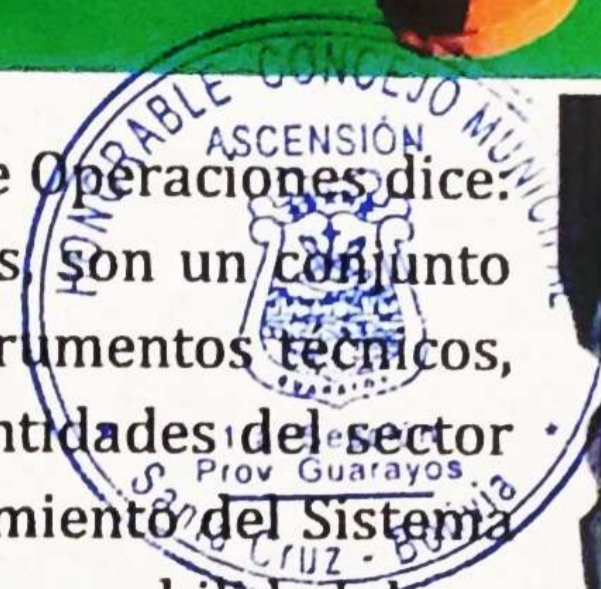 HONORABLE CONCEJO MUNICIPAL
ASCENSIÓN
e Operaciones dice:
s, son un conjunto
rumentos técnicos,
ntidades del sector
Prov Guarayos
miento del Sistema
Santa Cruz - Bolivia